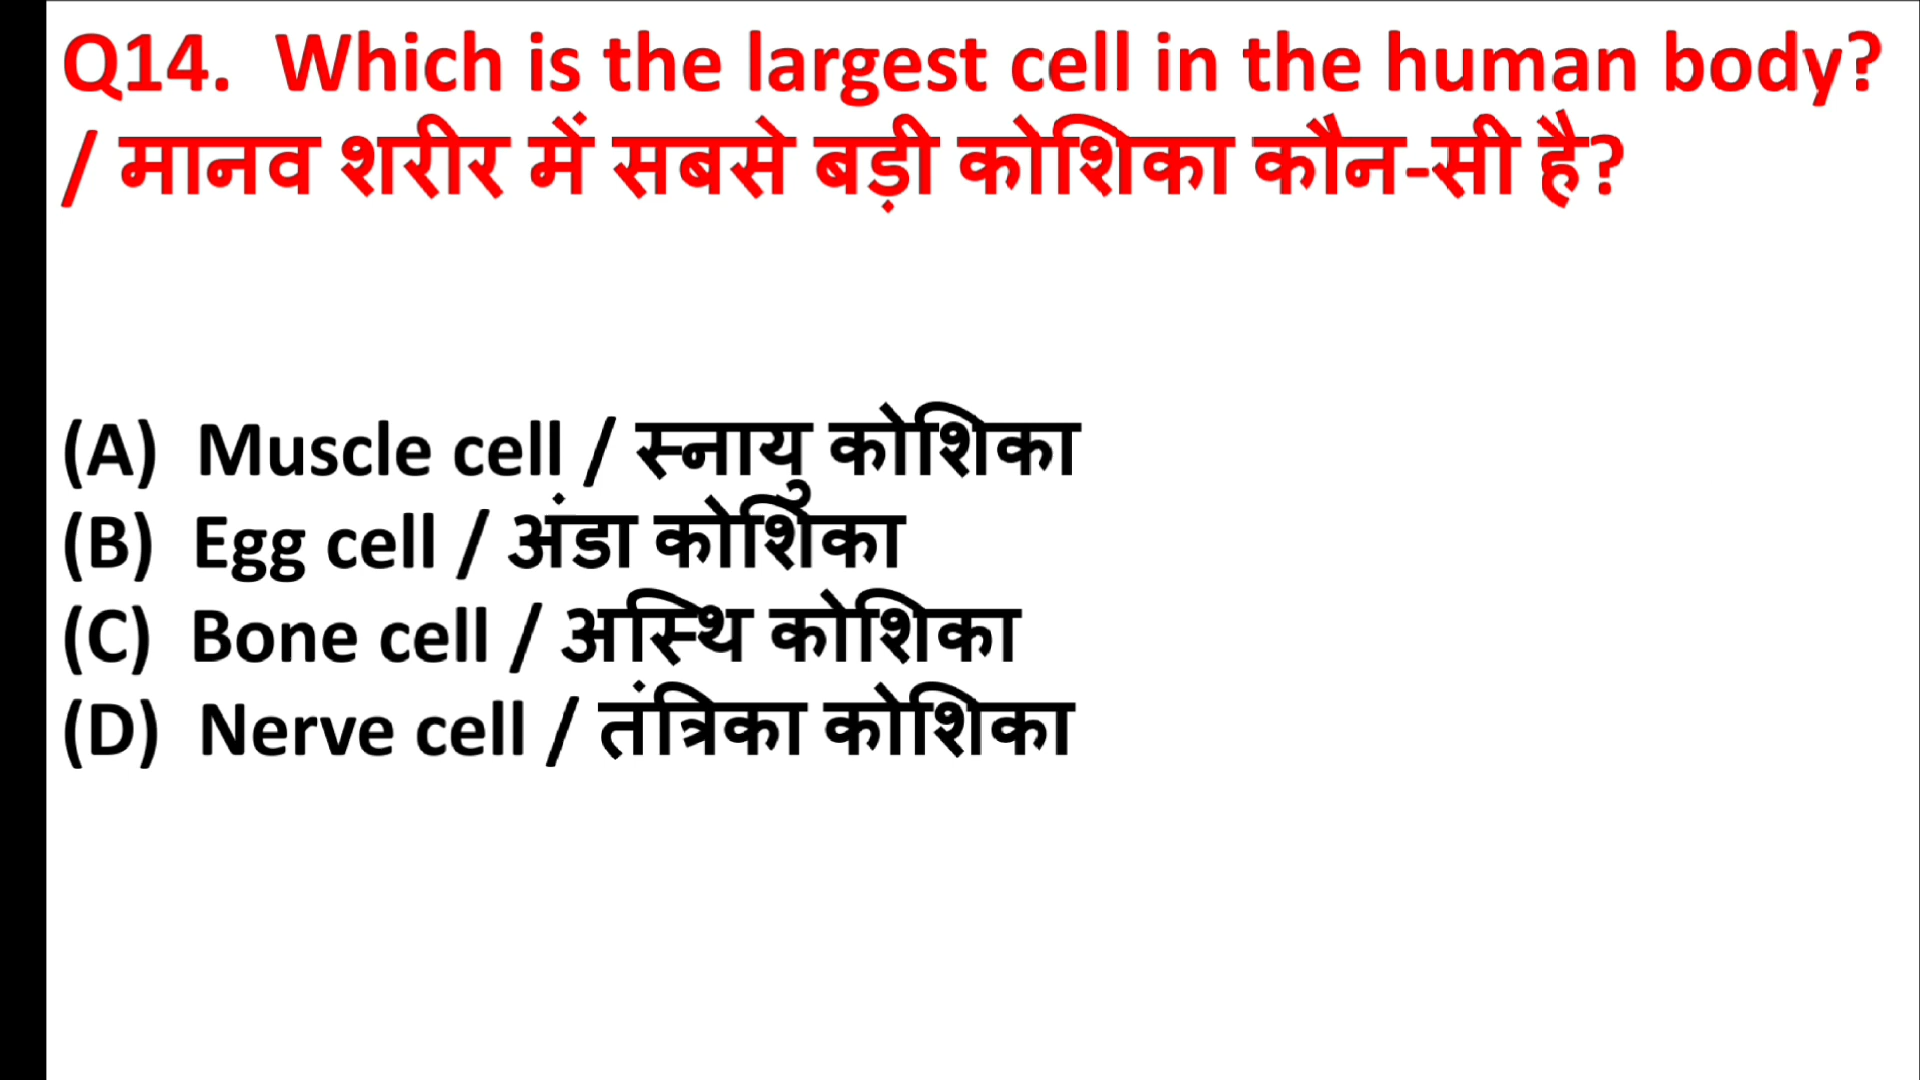 Q14. Which is the largest cell in the human body?
/ मानव शरीर में सबसे बड़ी कोशिका कौन-सी है?
(A) Muscle cell / स्नायु कोशिका
(B) Egg cell / अंडा कोशिका
(C) Bone cell / अस्थि कोशिका
(D) Nerve cell / तंत्रिका कोशिका